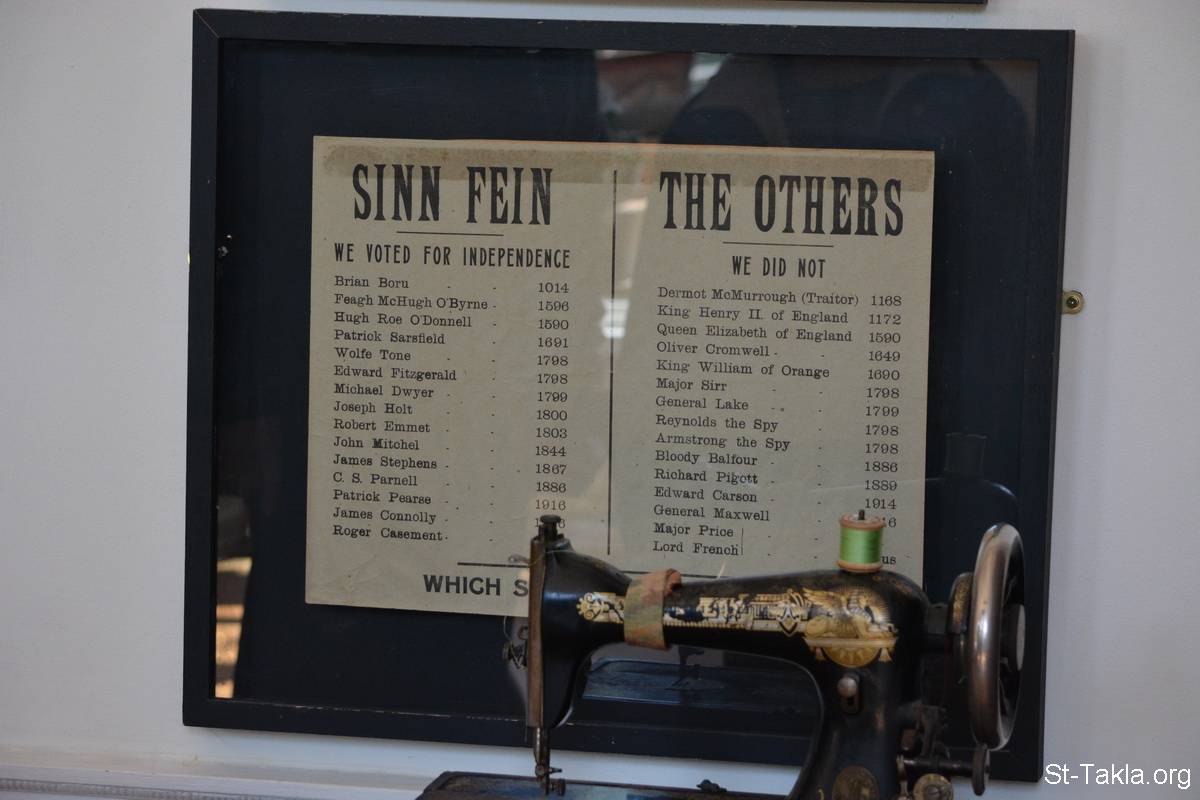 SINN FEIN
WE VOTED FOR INDEPENDENCE
Brian Boru - - 1014
Feagh McHugh O'Byrne - 1596
Hugh Roe O'Donnell - 1590
Patrick Sarsfield - 1691
Wolfe Tone - - 1798
Edward Fitzgerald - 1798
Michael Dwyer - - 1799
Joseph Holt - - 1800
Robert Emmet - - 1803
John Mitchel - - 1844
James Stephens - - 1867
C. S. Parnell - - 1886
Patrick Pearse - - 1916
James Connolly - -
Roger Casement - -
THE OTHERS
WE DID NOT
Dermot McMurrough (Traitor) 1168
King Henry II. of England 1172
Queen Elizabeth of England 1590
Oliver Cromwell - - 1649
King William of Orange 1690
Major Sirr - - 1798
General Lake - - 1799
Reynolds the Spy - 1798
Armstrong the Spy - 1798
Bloody Balfour - - 1886
Richard Pigott - - 1889
Edward Carson - - 1914
General Maxwell -
Major Price
Lord French
WHICH
St-Takla.org